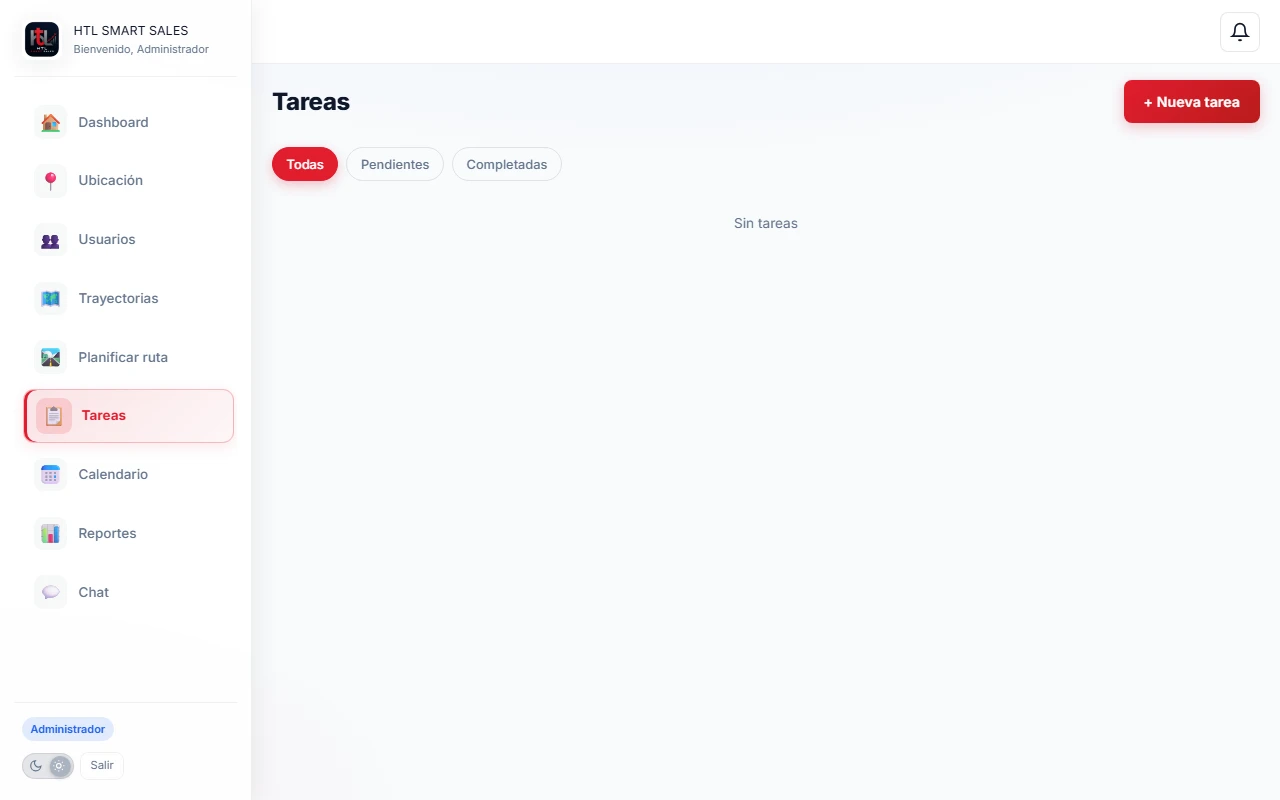 HTL SMART SALES
Bienvenido, Administrador
Dashboard
Ubicación
Usuarios
Trayectorias
Planificar ruta
Tareas
Calendario
Reportes
Chat
Administrador
Salir
Tareas
+ Nueva tarea
Todas
Pendientes
Completadas
Sin tareas